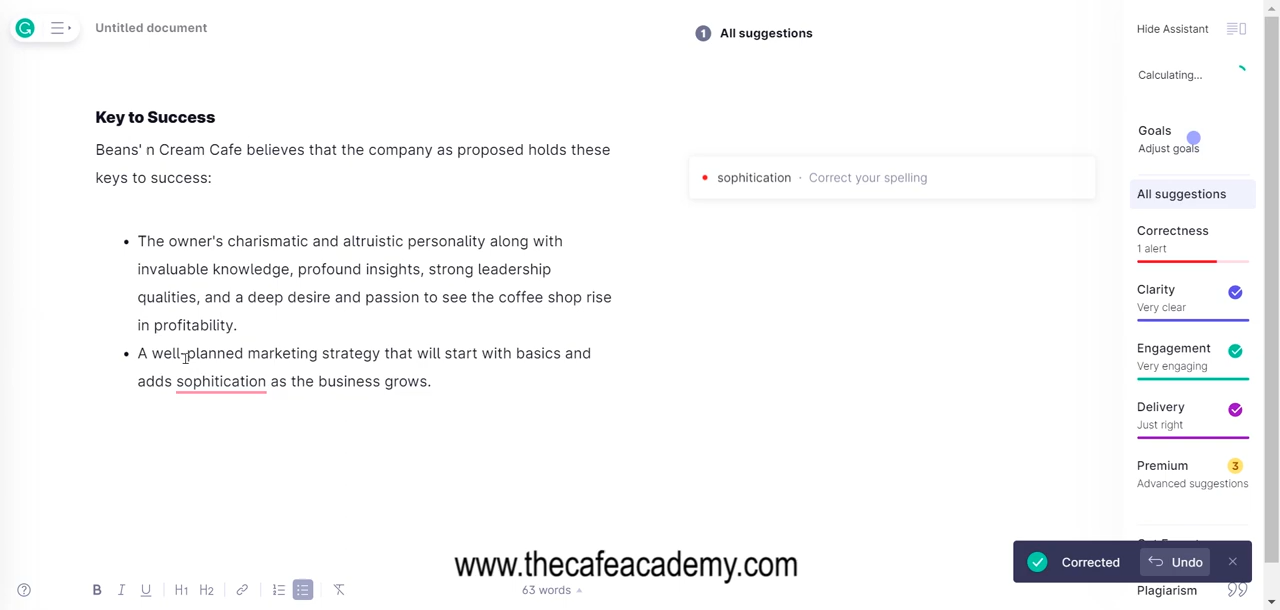 Untitled document
1 All suggestions
Hide Assistant
Calculating...
Key to Success
Goals
Adjust goals
Beans' n Cream Cafe believes that the company as proposed holds these
keys to success:
sophitication · Correct your spelling
All suggestions
Correctness
1 alert
• The owner's charismatic and altruistic personality along with
invaluable knowledge, profound insights, strong leadership
qualities, and a deep desire and passion to see the coffee shop rise
in profitability.
• A well-planned marketing strategy that will start with basics and
adds sophitication as the business grows.
Clarity
Very clear
Engagement
Very engaging
Delivery
Just right
Premium 3
Advanced suggestions
Corrected Undo
www.thecafeacademy.com
B I U H1 H2
63 words
Plagiarism